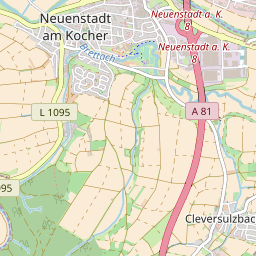 Neuenstadt a. K.
8
Neuenstadt
am Kocher
Brettach
Neuenstadt a. K.
8
L 1095
A 81
095
Cleversulzbac